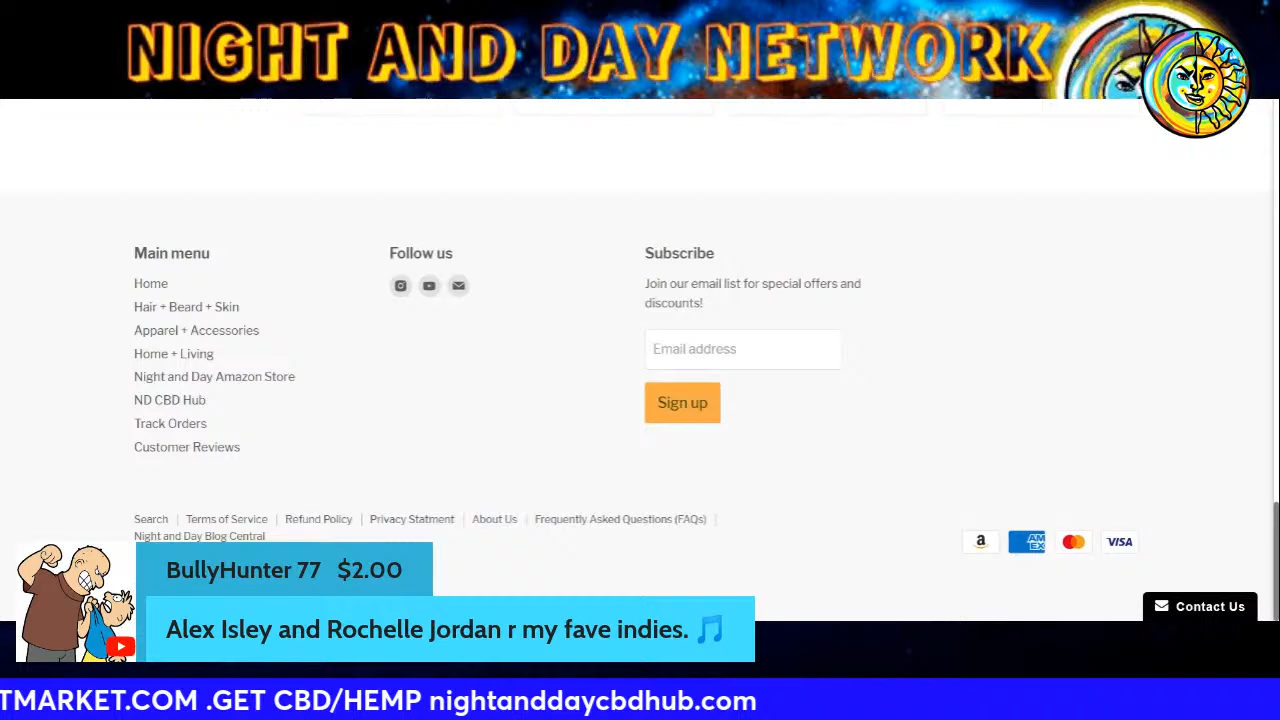 NIGHT AND DAY NETWORK
Main menu
Home
Hair + Beard + Skin
Apparel + Accessories
Home + Living
Night and Day Amazon Store
ND CBD Hub
Track Orders
Customer Reviews
Follow us
Subscribe
Join our email list for special offers and
discounts!
Email address
Sign up
Search | Terms of Service | Refund Policy | Privacy Statment | About Us | Frequently Asked Questions (FAQs) |
Night and Day Blog Central
a AM EX VISA
Contact Us
BullyHunter 77 $2.00
Alex Isley and Rochelle Jordan r my fave indies. 🎵
TMARKET.COM .GET CBD/HEMP nightanddaycbdhub.com